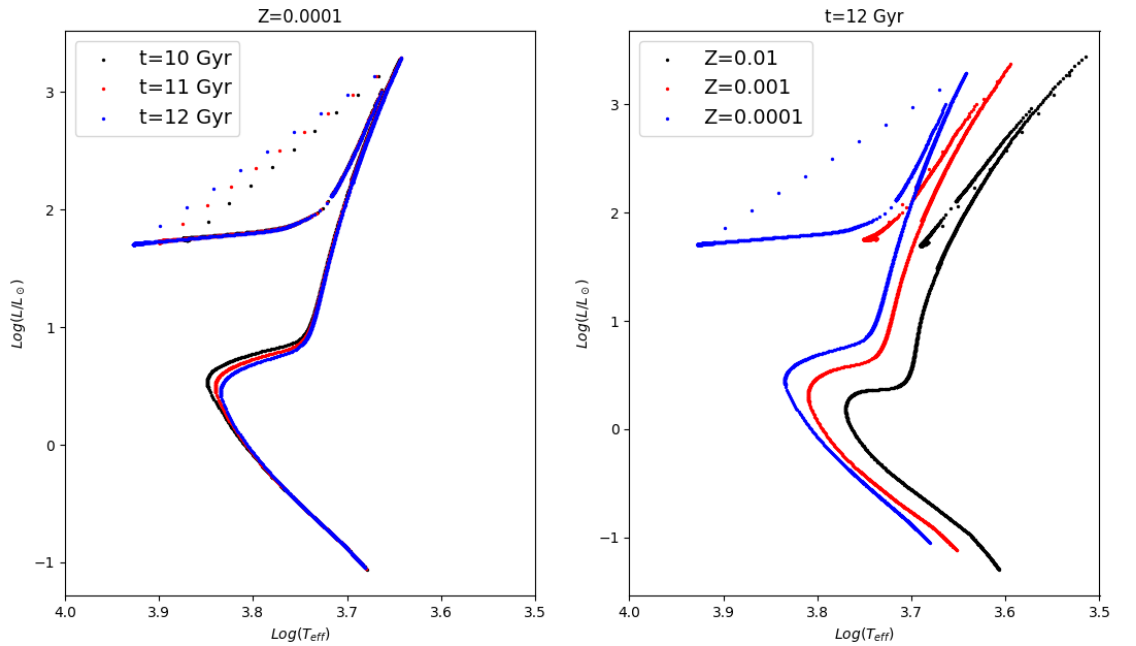 Z=0.0001
t=10 Gyr
t=11 Gyr
t=12 Gyr
3
2
1
0
−1
Log(L/L☉)
4.0 3.9 3.8 3.7 3.6 3.5
Log(T_eff)
t=12 Gyr
Z=0.01
Z=0.001
Z=0.0001
3
2
1
0
−1
Log(L/L☉)
4.0 3.9 3.8 3.7 3.6 3.5
Log(T_eff)